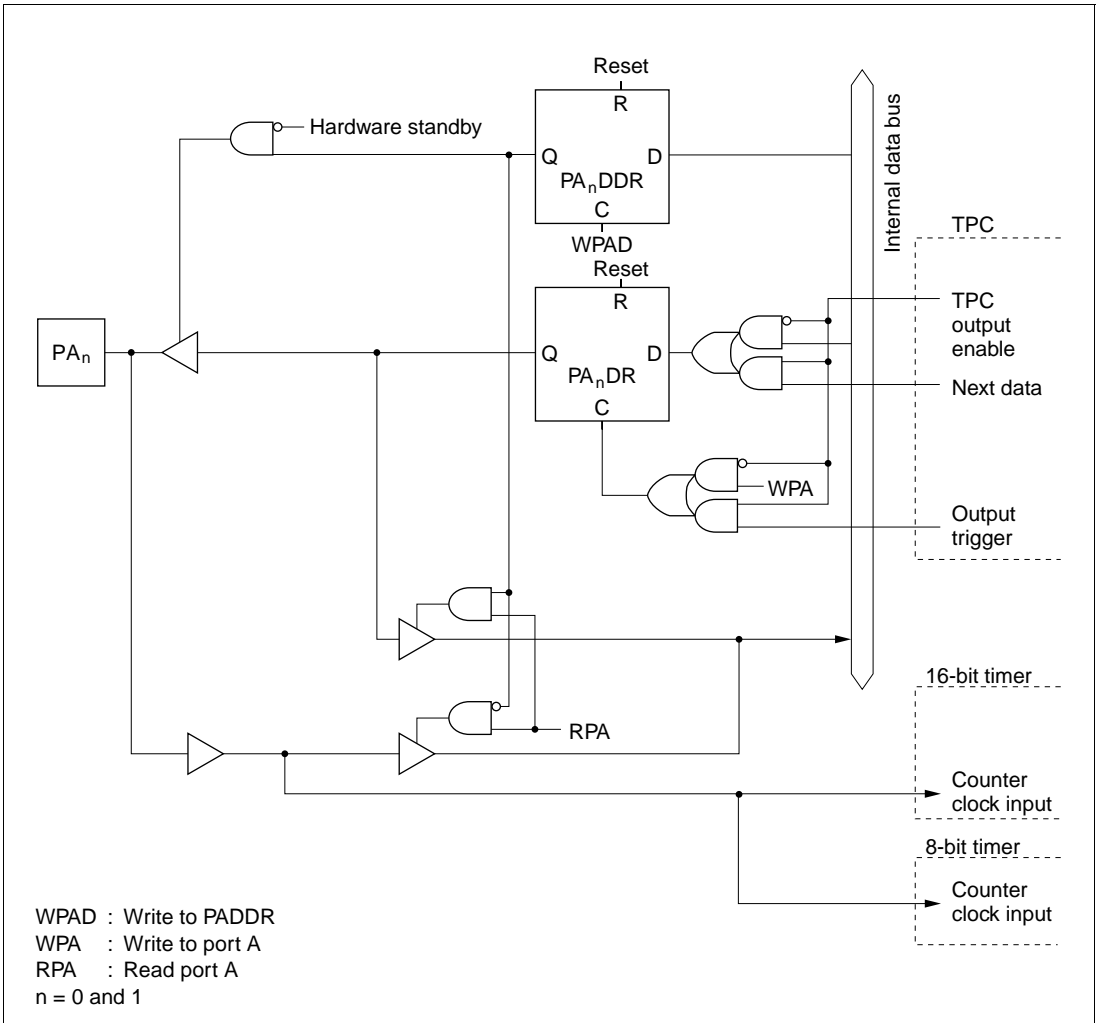 Reset
R
Hardware standby
Q
D
PAnDDR
C
WPAD
Internal data bus
TPC
Reset
R
TPC
output
enable
PAn
Q
D
PAnDR
C
Next data
WPA
Output
trigger
16-bit timer
RPA
Counter
clock input
8-bit timer
Counter
clock input
WPAD : Write to PADDR
WPA : Write to port A
RPA : Read port A
n = 0 and 1